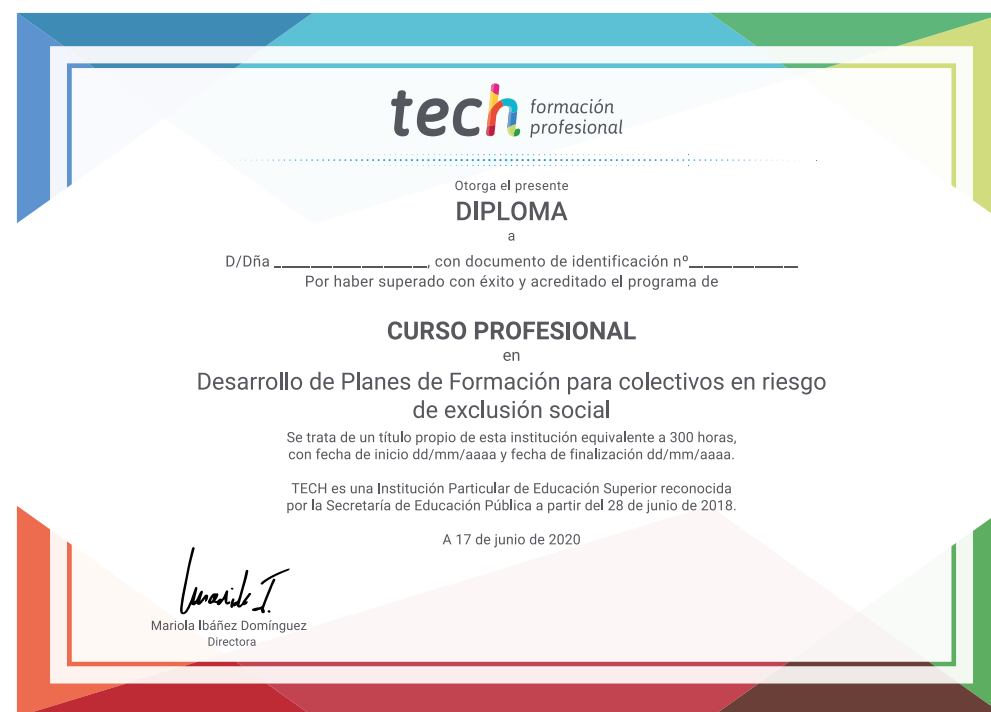 tech formación
profesional
Otorga el presente
DIPLOMA
a
D/Dña ____________________, con documento de identificación nº______________
Por haber superado con éxito y acreditado el programa de
CURSO PROFESIONAL
en
Desarrollo de Planes de Formación para colectivos en riesgo
de exclusión social
Se trata de un título propio de esta institución equivalente a 300 horas,
con fecha de inicio dd/mm/aaaa y fecha de finalización dd/mm/aaaa.
TECH es una Institución Particular de Educación Superior reconocida
por la Secretaría de Educación Pública a partir del 28 de junio de 2018.
A 17 de junio de 2020
Mariola I.
Mariola Ibáñez Domínguez
Directora